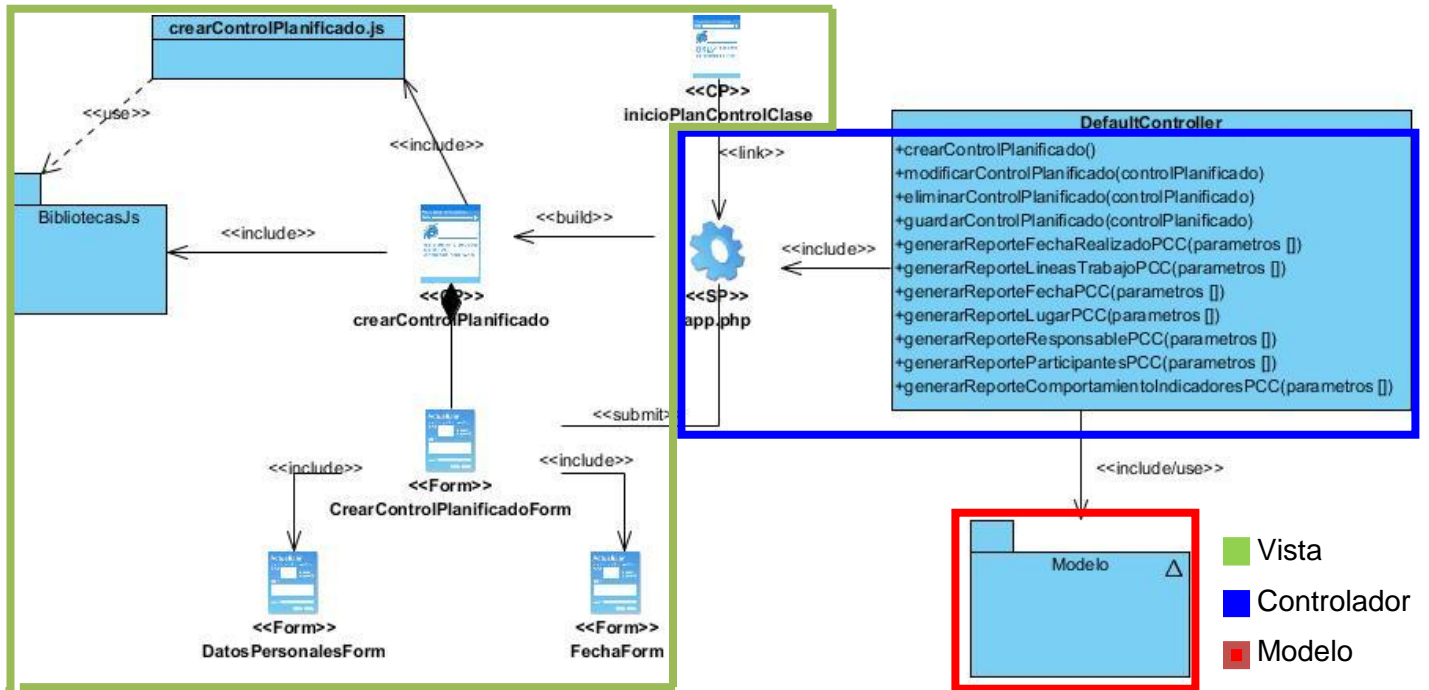 crearControlPlanificado.js
<<use>>
<<include>>
BibliotecasJs
<<include>>
<<CP>>
inicioPlanControlClase
<<link>>
<<build>>
<<CP>>
crearControlPlanificado
<<SP>>
app.php
<<include>>
DefaultController
+crearControlPlanificado()
+modificarControlPlanificado(controlPlanificado)
+eliminarControlPlanificado(controlPlanificado)
+guardarControlPlanificado(controlPlanificado)
+generarReporteFechaRealizadoPCC(parametros [])
+generarReporteLineasTrabajoPCC(parametros [])
+generarReporteFechaPCC(parametros [])
+generarReporteLugarPCC(parametros [])
+generarReporteResponsablePCC(parametros [])
+generarReporteParticipantesPCC(parametros [])
+generarReporteComportamientoIndicadoresPCC(parametros [])
<<submit>>
<<include>>
<<include>>
<<Form>>
CrearControlPlanificadoForm
<<Form>>
DatosPersonalesForm
<<Form>>
FechaForm
<<include/use>>
Modelo
Vista
Controlador
Modelo